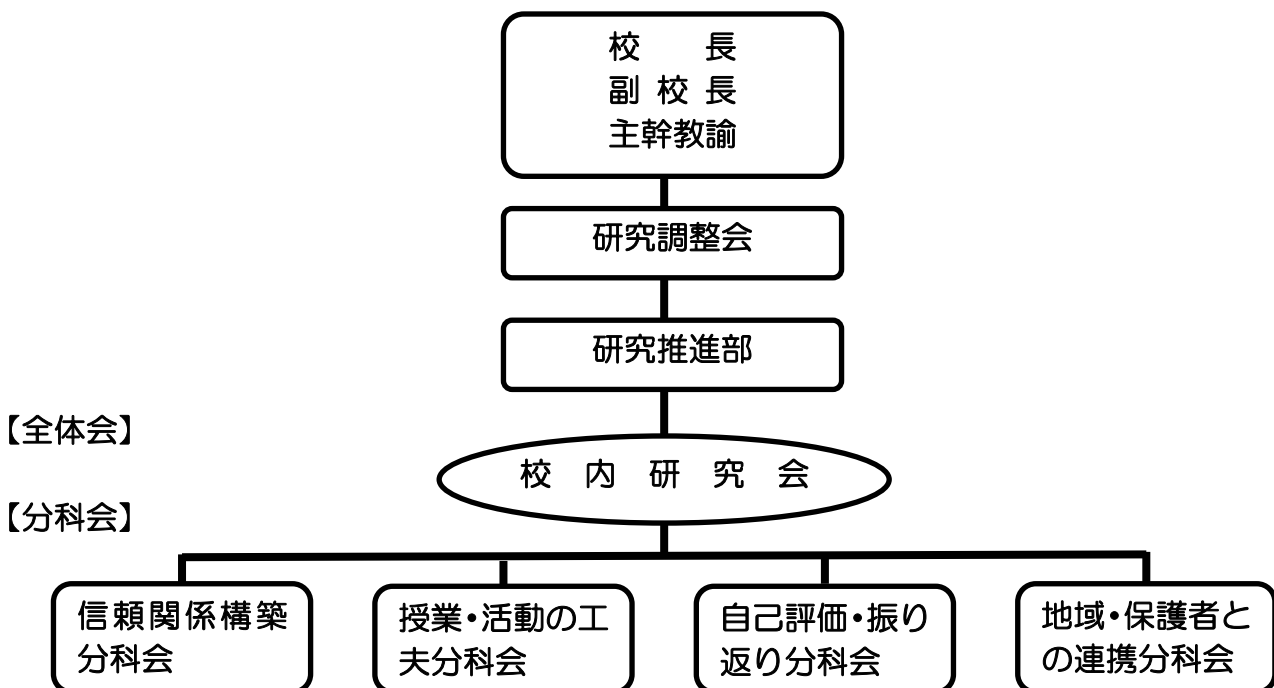 校　　長
副 校 長
主幹教諭
研究調整会
研究推進部
【全体会】
校　内　研　究　会
【分科会】
信頼関係構築
分科会
授業・活動の工
夫分科会
自己評価・振り
返り分科会
地域・保護者と
の連携分科会